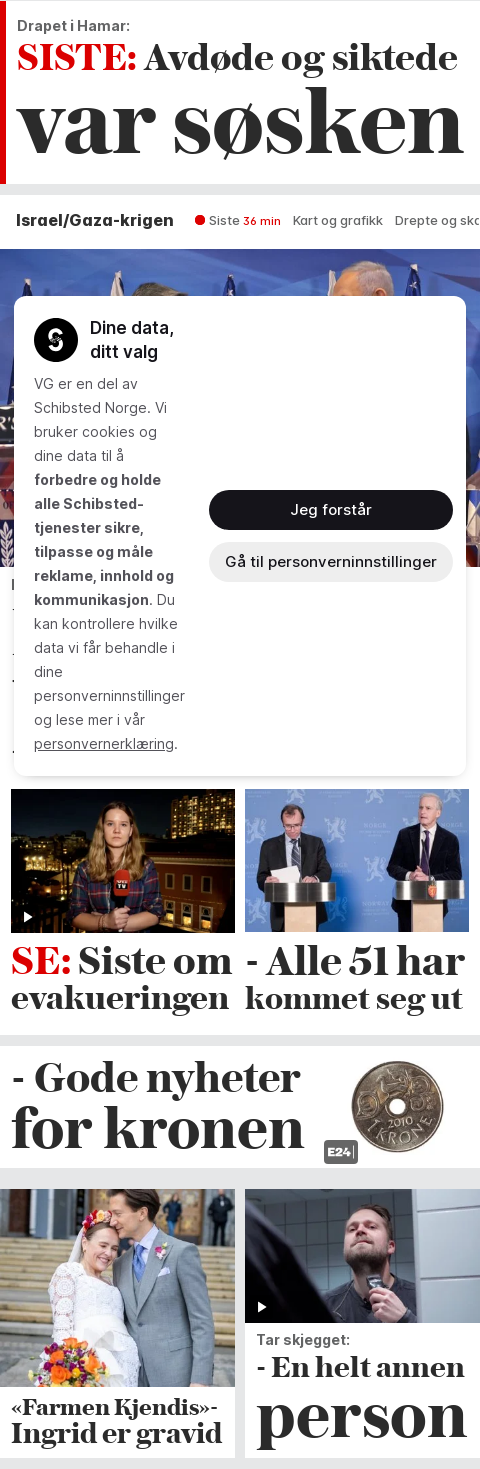 Drapet i Hamar:
SISTE: Avdøde og siktede
var søsken
Israel/Gaza-krigen
Siste 36 min
Kart og grafikk
Drepte og
Dine data,
ditt valg
VG er en del av
Schibsted Norge. Vi
bruker cookies og
dine data til å
forbedre og holde
alle Schibsted-
tjenester sikre,
tilpasse og måle
reklame, innhold og
kommunikasjon. Du
kan kontrollere hvilke
data vi får behandle i
dine
personverninnstillinger
og lese mer i vår
personvernerklæring.
Jeg forstår
Gå til personverninnstillinger
VG
TV
SE: Siste om
evakueringen
- Alle 51 har
kommet seg ut
- Gode nyheter
for kronen
2010
1 KRONE
E24
«Farmen Kjendis»-
Ingrid er gravid
Tar skjegget:
- En helt annen
person